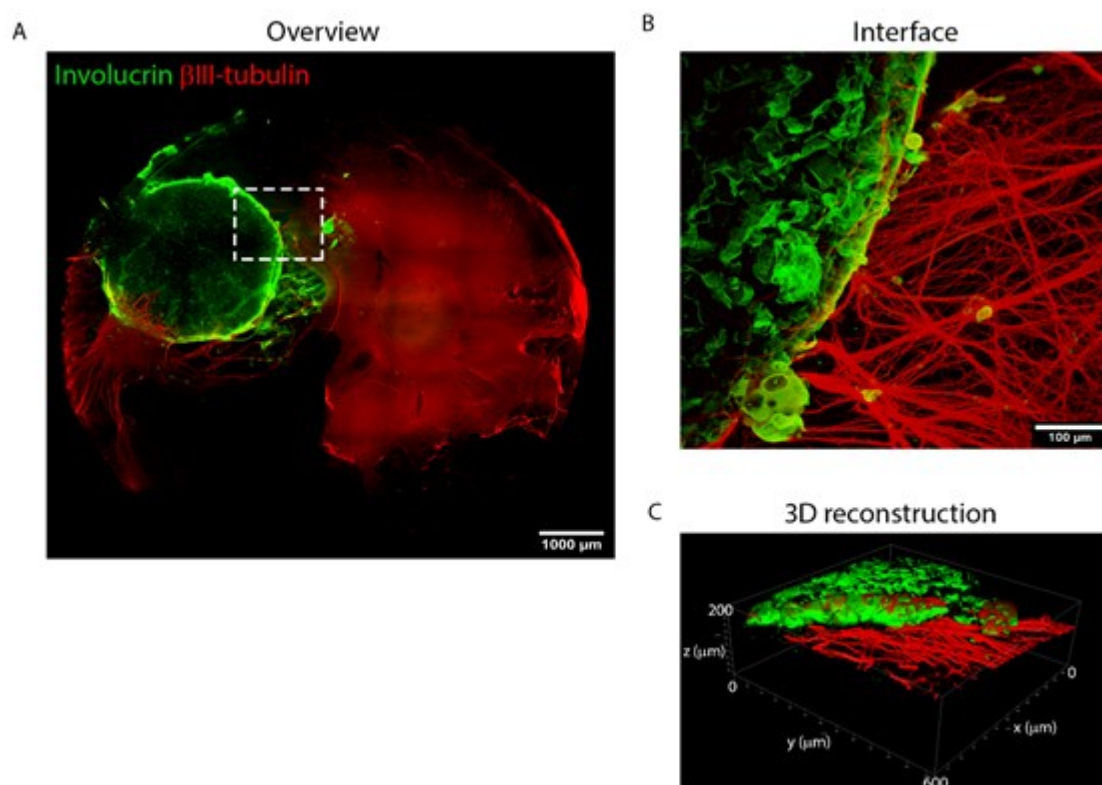 A
Overview
Involucrin βIII-tubulin
1000 μm
B
Interface
100 μm
C
3D reconstruction
200
z (μm)
0
y (μm)
600
x (μm)
0